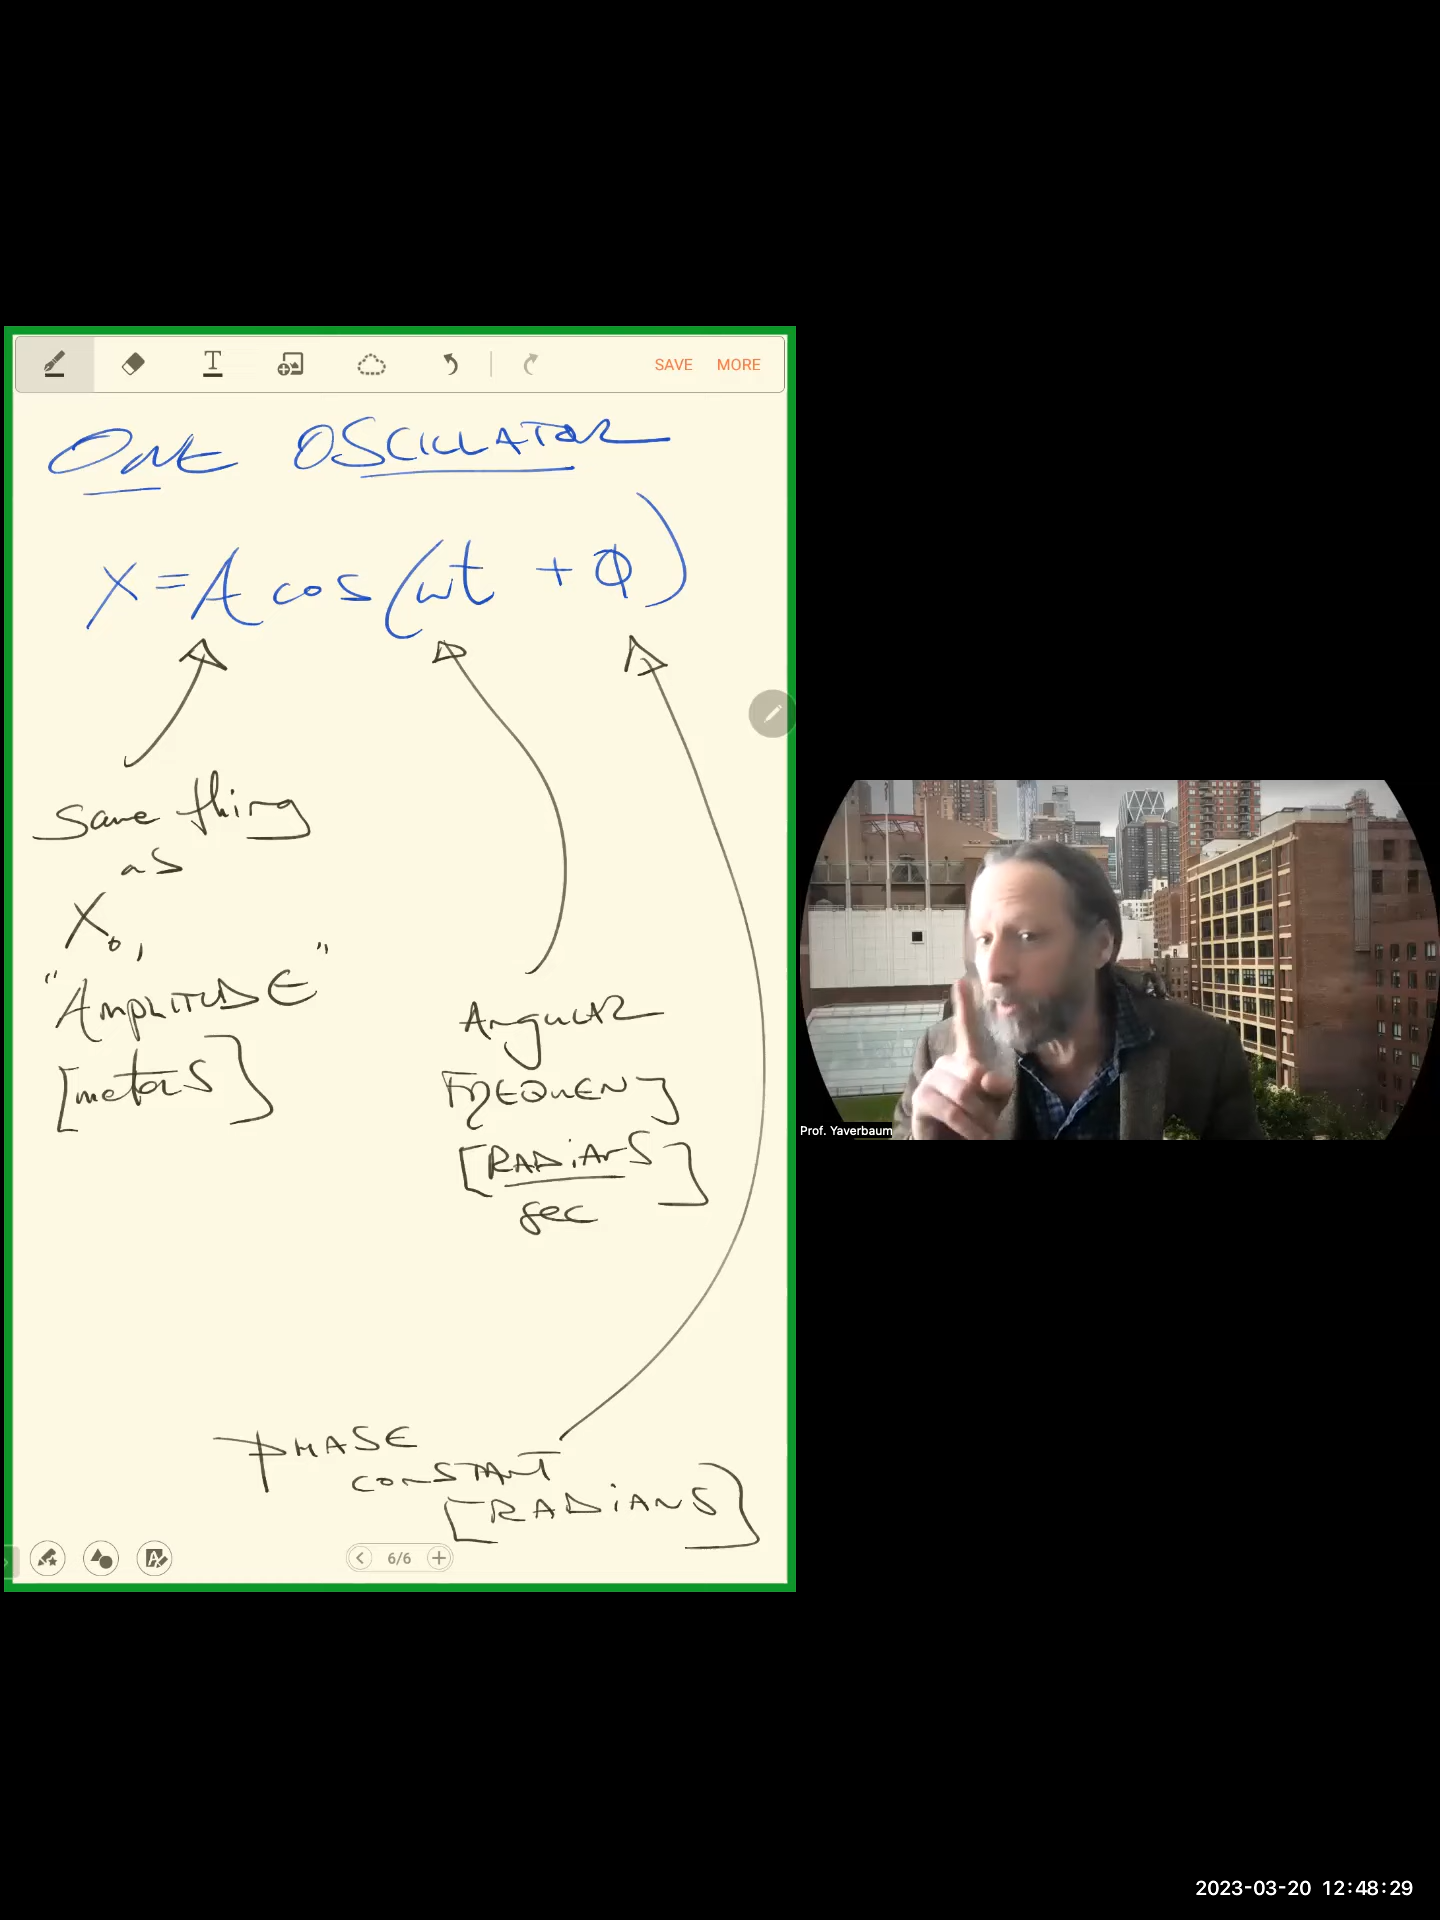 SAVE MORE
ONE OSCILLATOR
X = A cos (ωt + Φ)
Same thing
as
X₀,
"AMPLITUDE"
[meters]
Angular
FREQUENCY
[RADIANS]
sec
PHASE
CONSTANT
[RADIANS]
6/6
Prof. Yaverbaum
2023-03-20 12:48:29